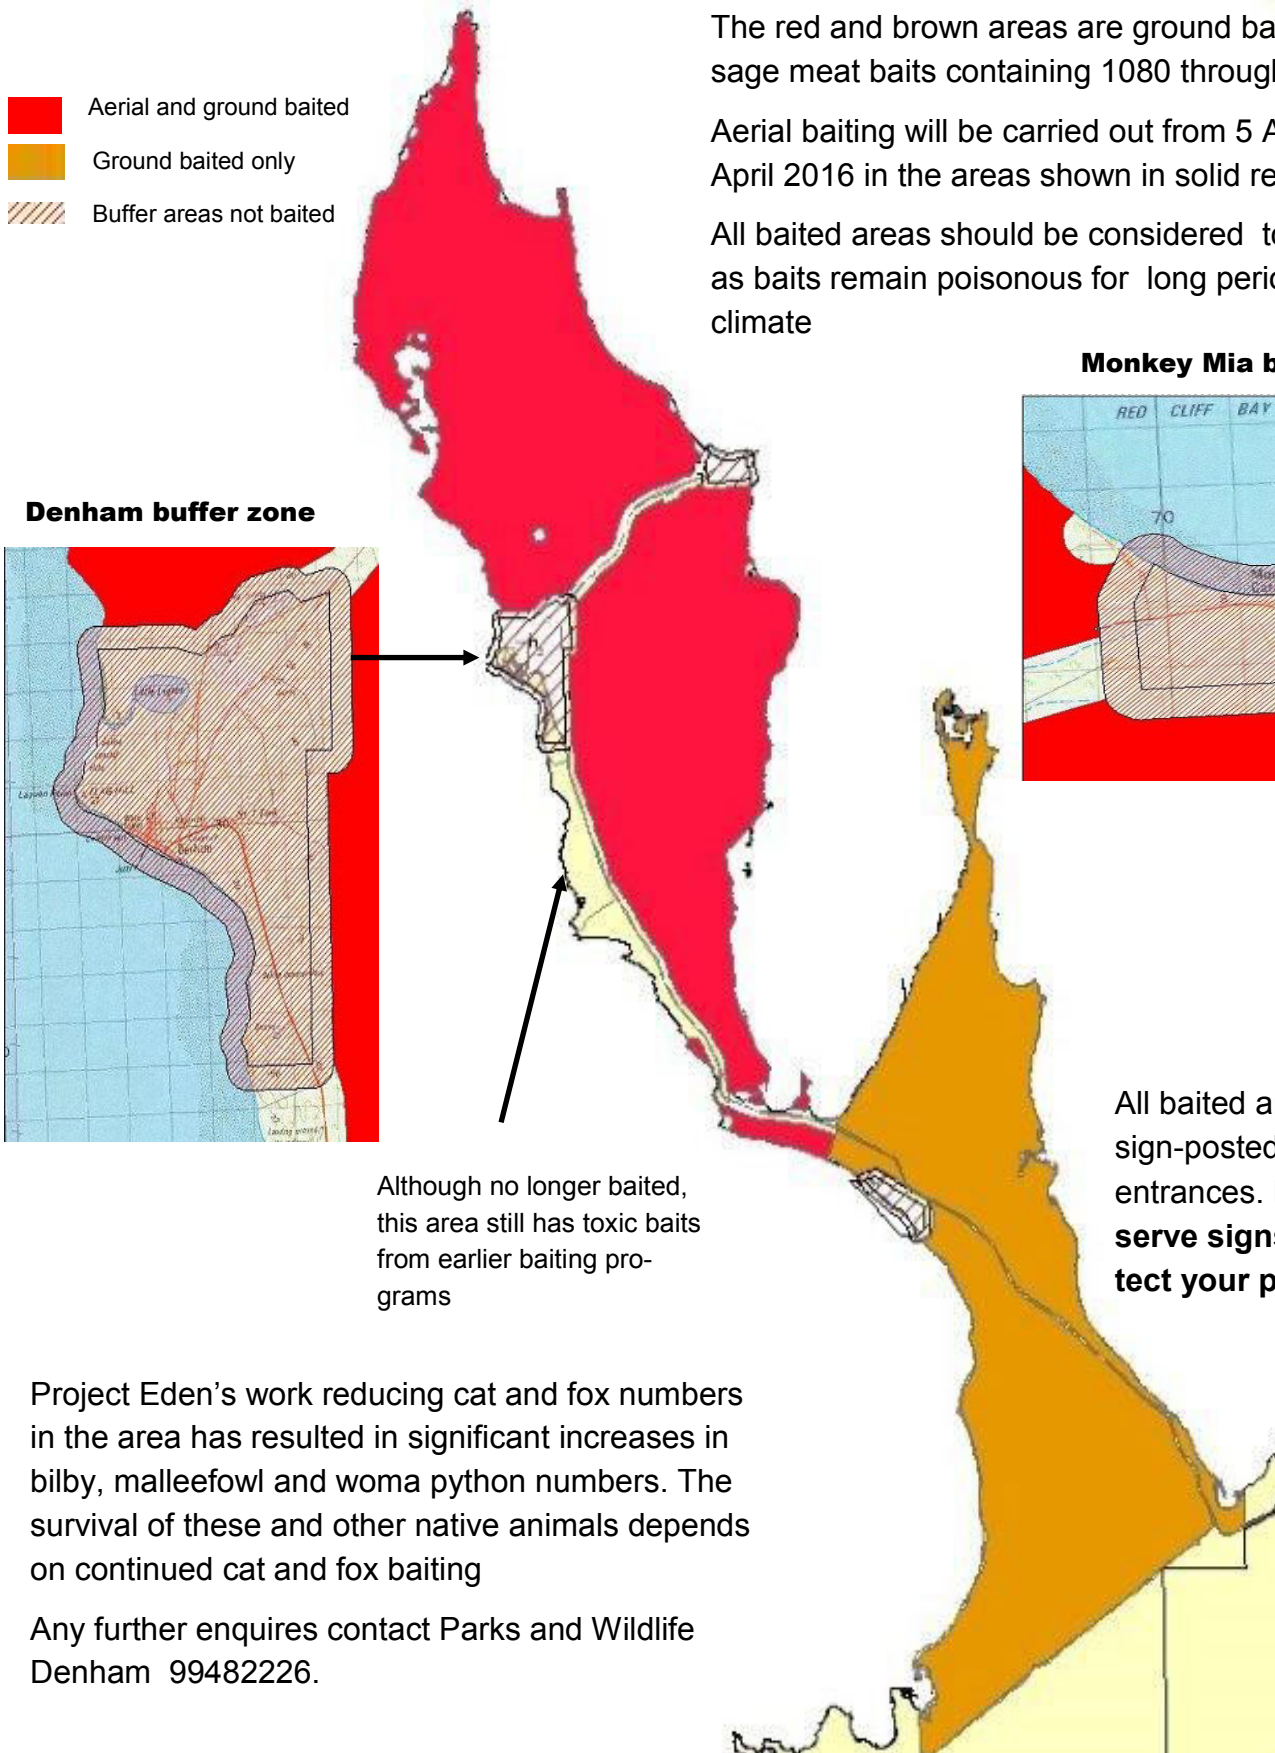 The red and brown areas are ground ba
sage meat baits containing 1080 through
Aerial baiting will be carried out from 5 A
April 2016 in the areas shown in solid re
All baited areas should be considered to
as baits remain poisonous for long perio
climate
Aerial and ground baited
Ground baited only
Buffer areas not baited
Monkey Mia b
RED CLIFF BAY
70
Denham buffer zone
Although no longer baited,
this area still has toxic baits
from earlier baiting pro-
grams
All baited a
sign-posted
entrances.
serve signs
tect your p
Project Eden’s work reducing cat and fox numbers
in the area has resulted in significant increases in
bilby, malleefowl and woma python numbers. The
survival of these and other native animals depends
on continued cat and fox baiting
Any further enquires contact Parks and Wildlife
Denham 99482226.